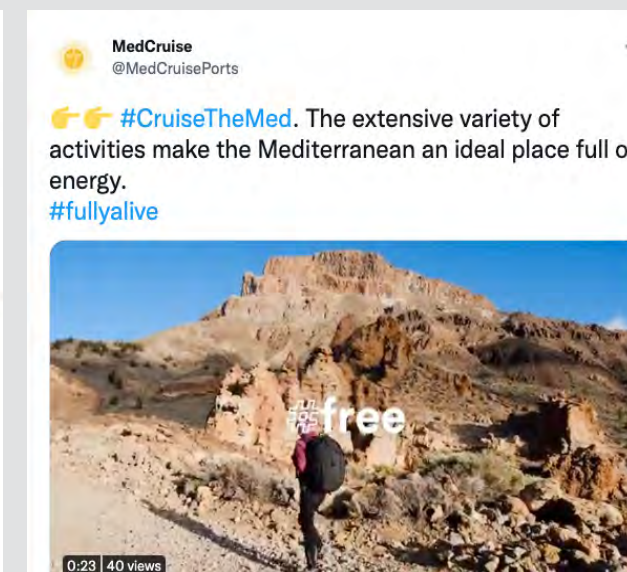 MedCruise
@MedCruisePorts
👉👉 #CruiseTheMed. The extensive variety of
activities make the Mediterranean an ideal place full o
energy.
#fullyalive
#free
0:23 | 40 views